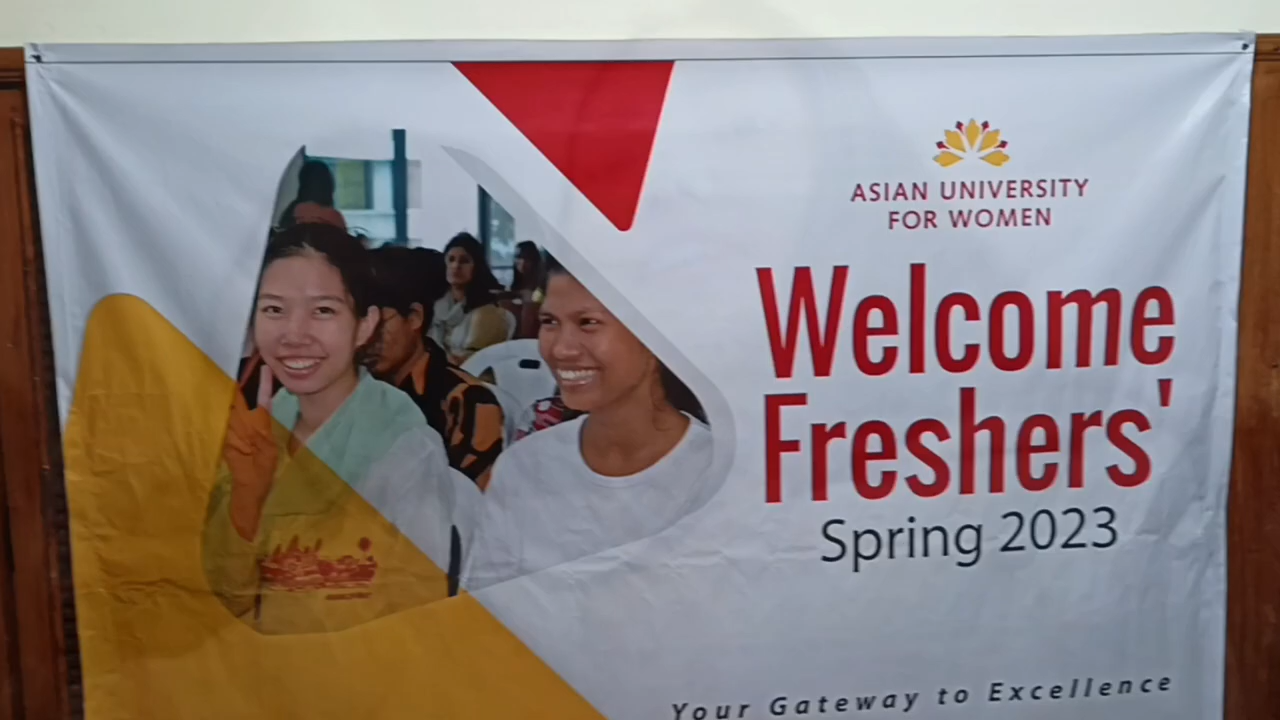 ASIAN UNIVERSITY
FOR WOMEN
Welcome
Freshers'
Spring 2023
Your Gateway to Excellence